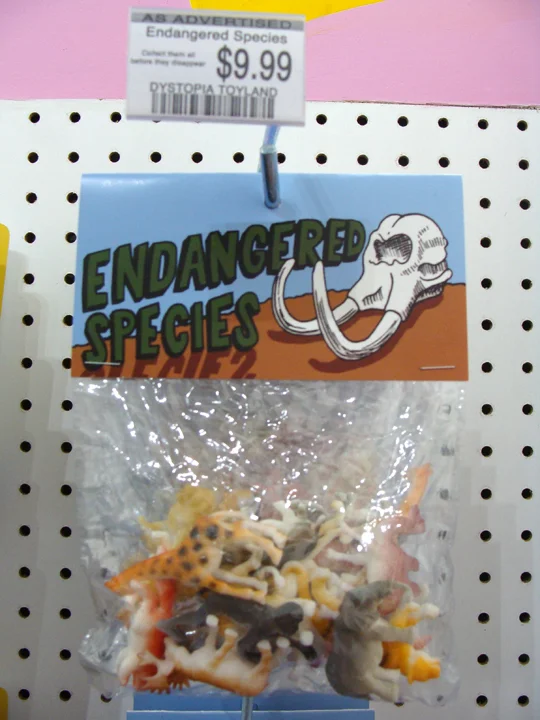 AS ADVERTISED
Endangered Species
Collect them all
before they disappear
$9.99
DYSTOPIA TOYLAND
ENDANGERED
SPECIES